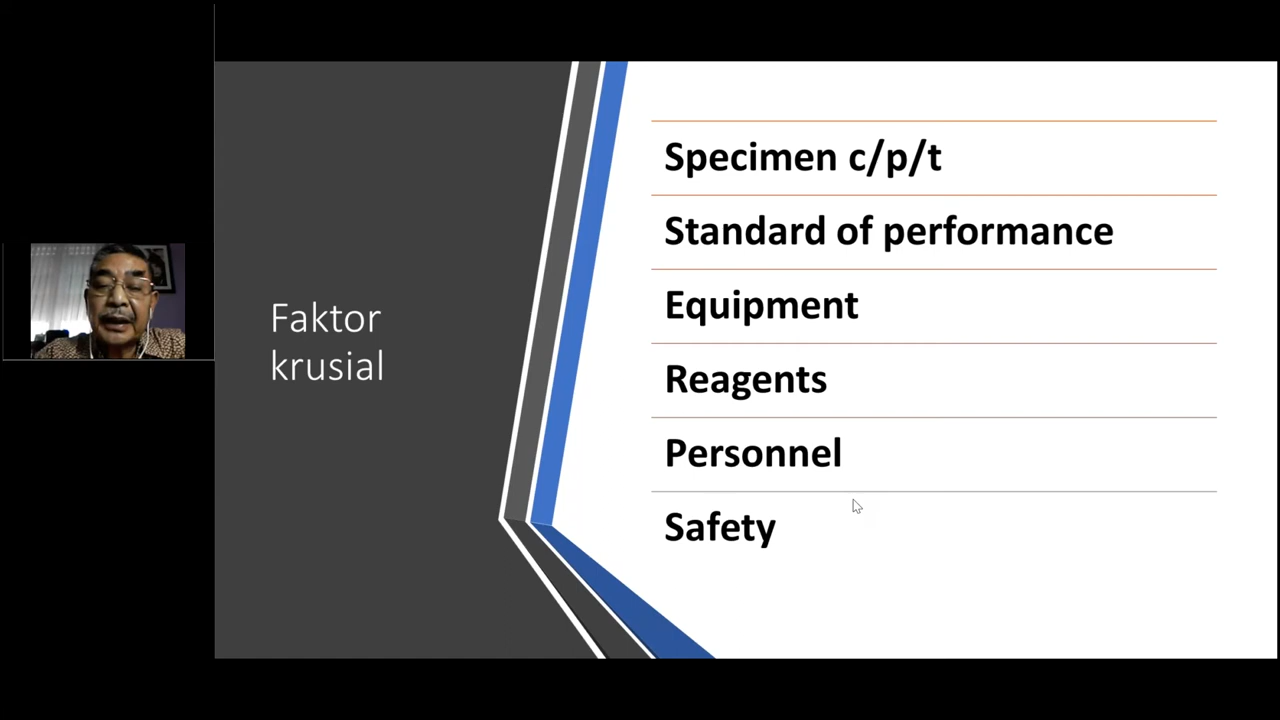 Faktor
krusial
Specimen c/p/t
Standard of performance
Equipment
Reagents
Personnel
Safety